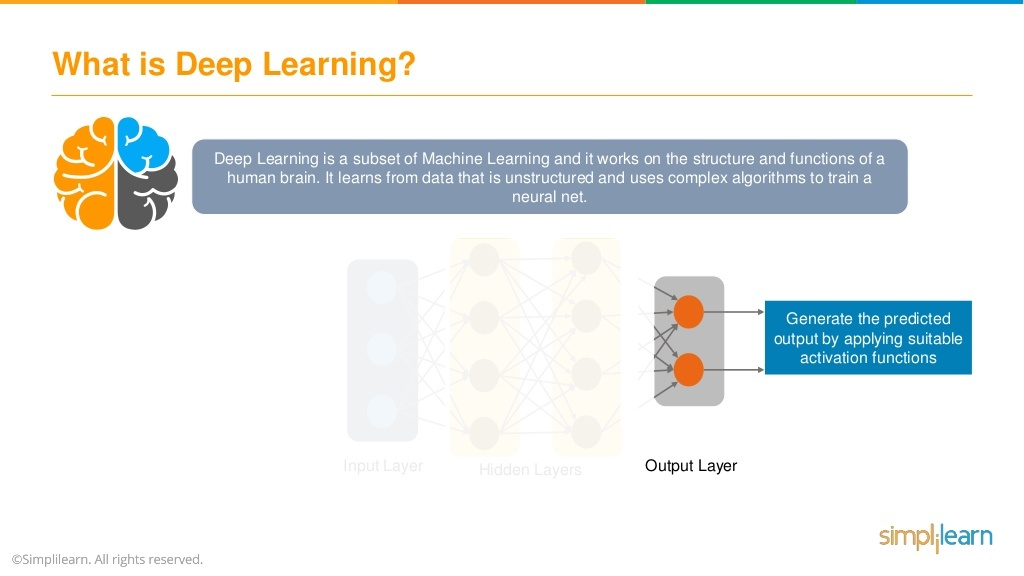 What is Deep Learning?
Deep Learning is a subset of Machine Learning and it works on the structure and functions of a
human brain. It learns from data that is unstructured and uses complex algorithms to train a
neural net.
Generate the predicted
output by applying suitable
activation functions
Input Layer
Hidden Layers
Output Layer
simplilearn
©Simplilearn. All rights reserved.